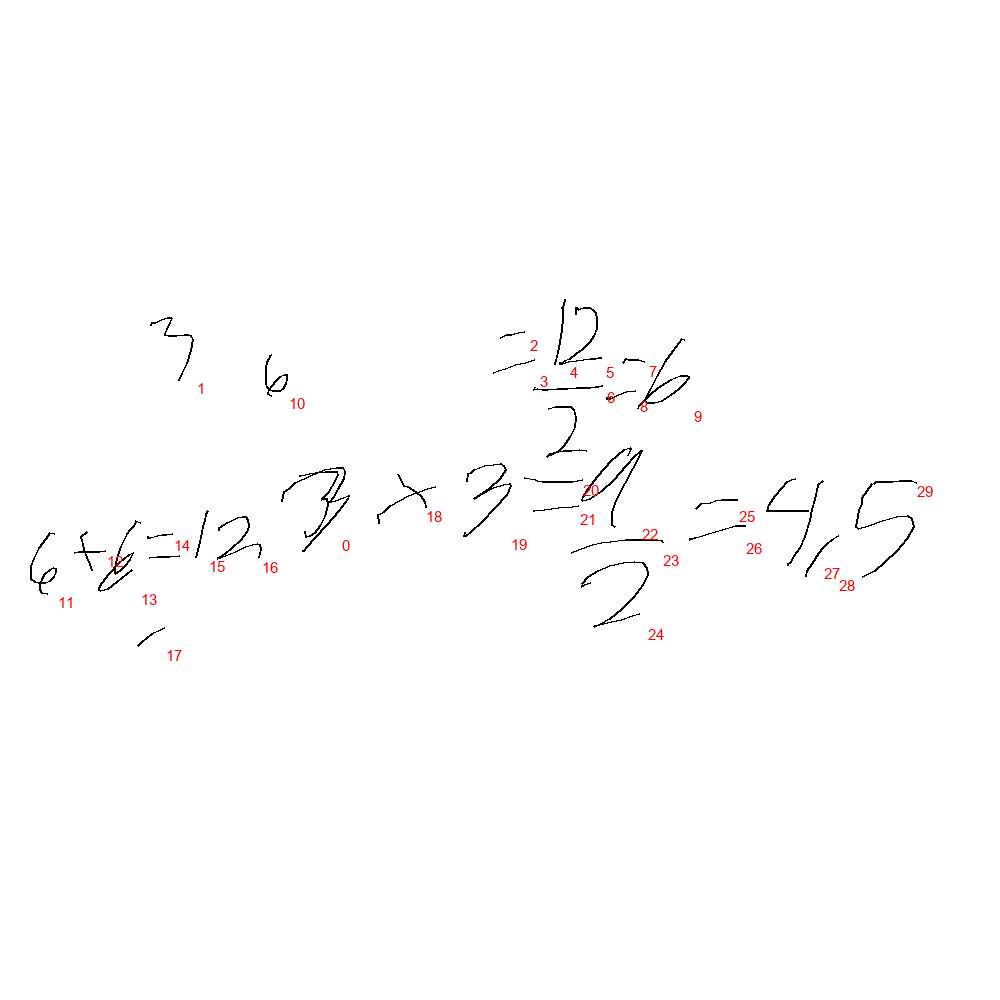 3 6 = 12/2 = 6
6+6=12
3 × 3 = 9/2 = 4,5